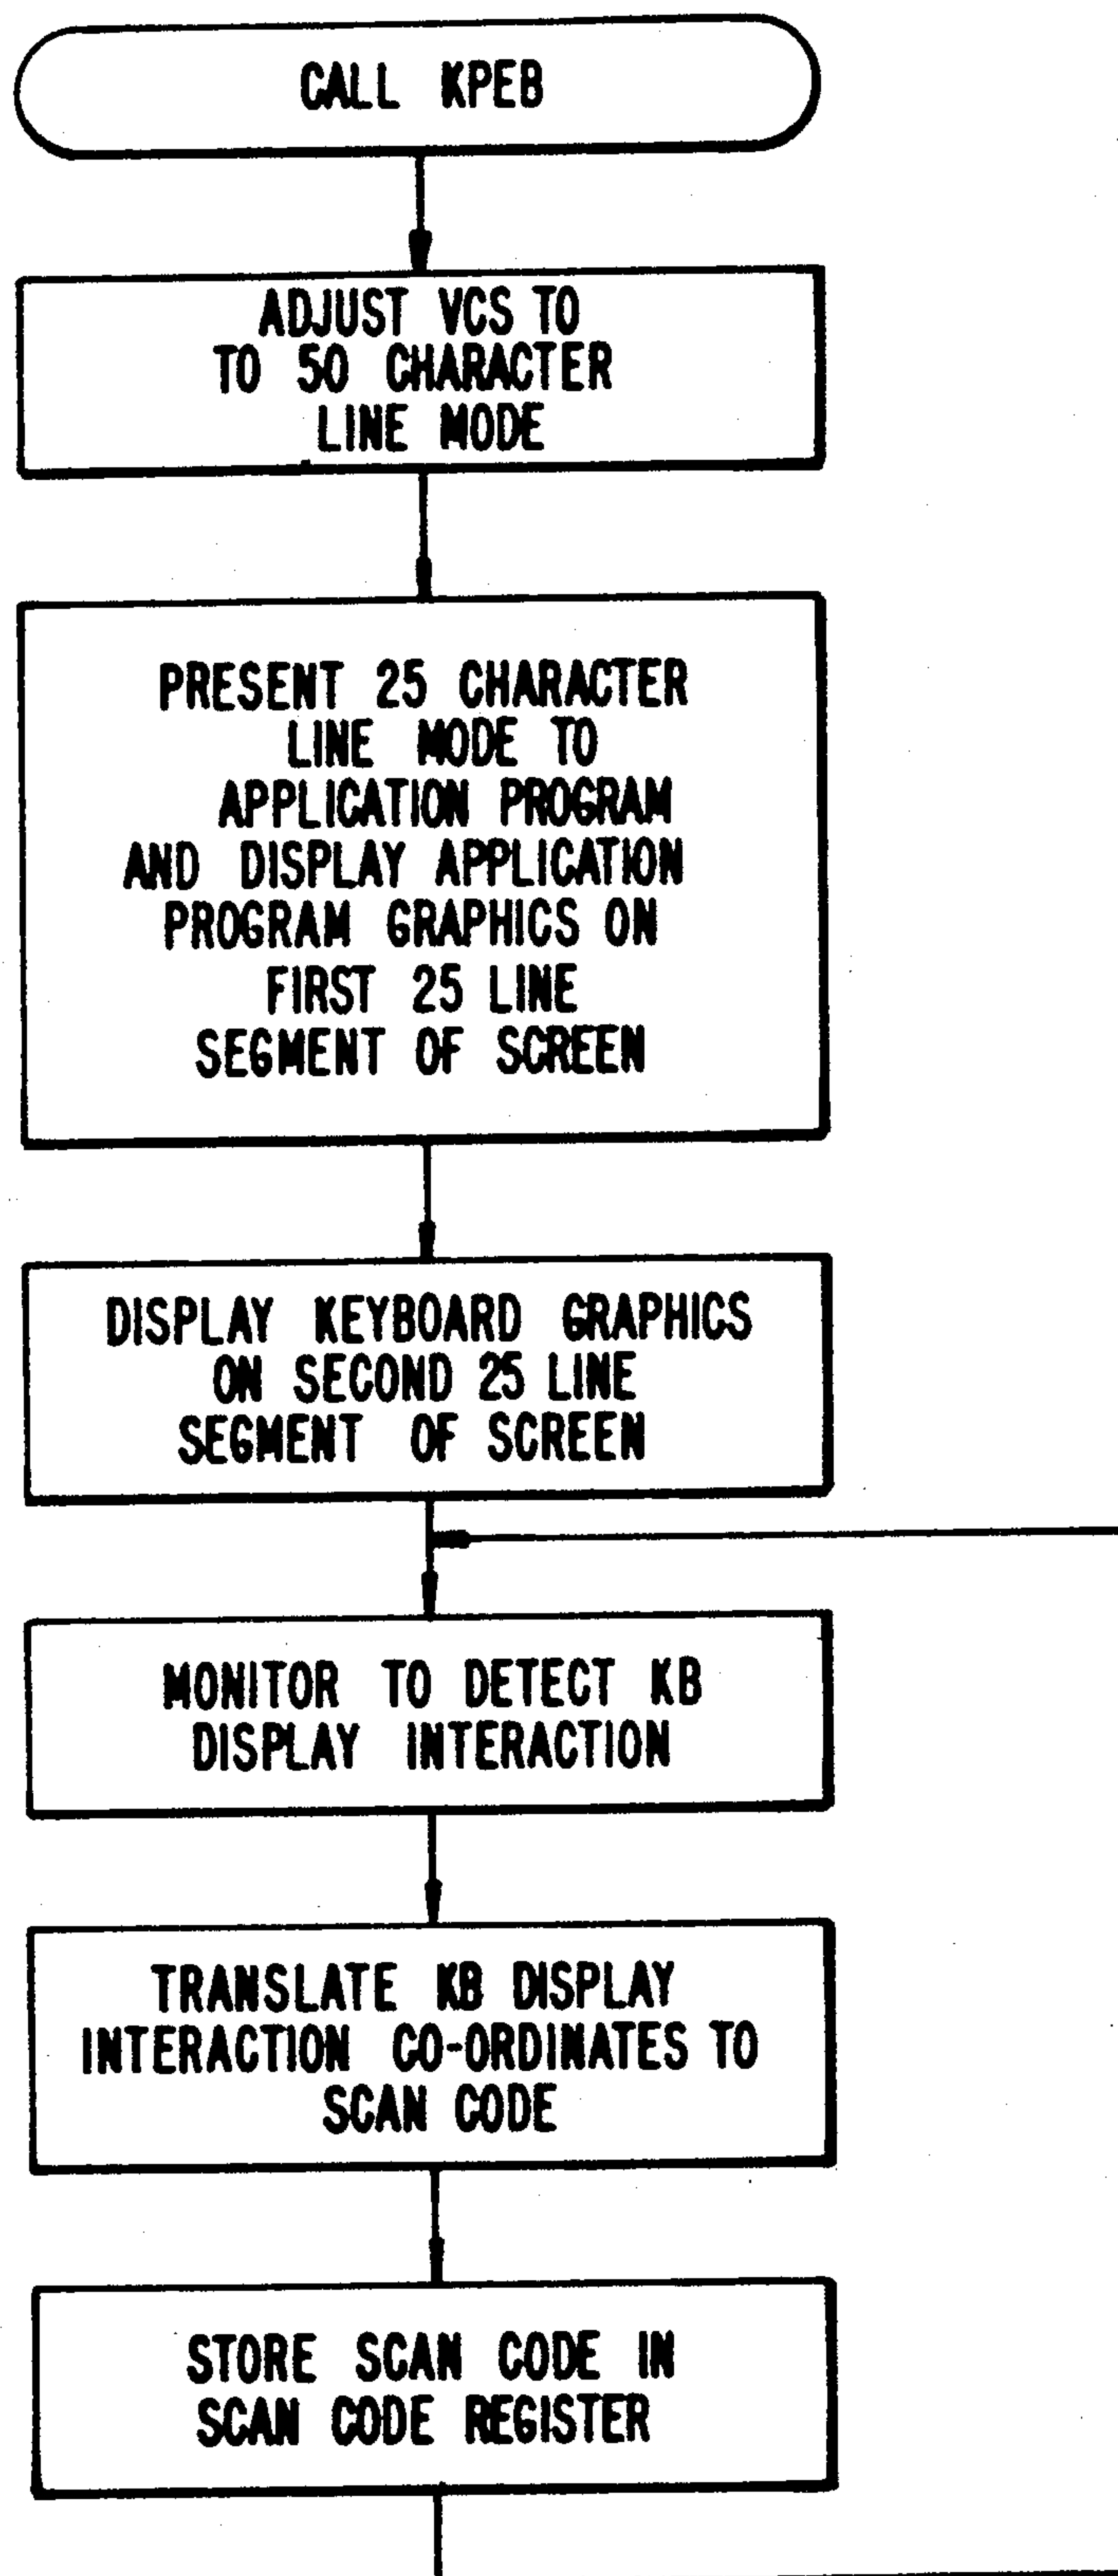 CALL KPEB
ADJUST VCS TO
TO 50 CHARACTER
LINE MODE
PRESENT 25 CHARACTER
LINE MODE TO
APPLICATION PROGRAM
AND DISPLAY APPLICATION
PROGRAM GRAPHICS ON
FIRST 25 LINE
SEGMENT OF SCREEN
DISPLAY KEYBOARD GRAPHICS
ON SECOND 25 LINE
SEGMENT OF SCREEN
MONITOR TO DETECT KB
DISPLAY INTERACTION
TRANSLATE KB DISPLAY
INTERACTION CO-ORDINATES TO
SCAN CODE
STORE SCAN CODE IN
SCAN CODE REGISTER